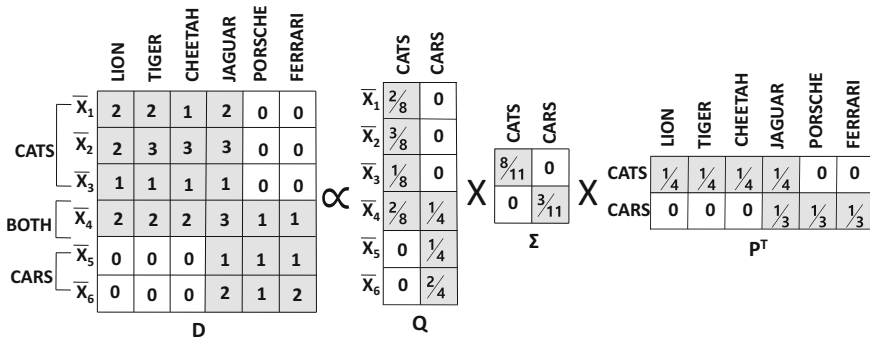 LION TIGER CHEETAH JAGUAR PORSCHE FERRARI
X̄₁ 2 2 1 2 0 0
X̄₂ 2 3 3 3 0 0
X̄₃ 1 1 1 1 0 0
X̄₄ 2 2 2 3 1 1
X̄₅ 0 0 0 1 1 1
X̄₆ 0 0 0 2 1 2
CATS
BOTH
CARS
D
∝
CATS CARS
X̄₁ 2/8 0
X̄₂ 3/8 0
X̄₃ 1/8 0
X̄₄ 2/8 1/4
X̄₅ 0 1/4
X̄₆ 0 2/4
Q
X
CATS CARS
8/11 0
0 3/11
Σ
X
LION TIGER CHEETAH JAGUAR PORSCHE FERRARI
CATS 1/4 1/4 1/4 1/4 0 0
CARS 0 0 0 1/3 1/3 1/3
Pᵀ